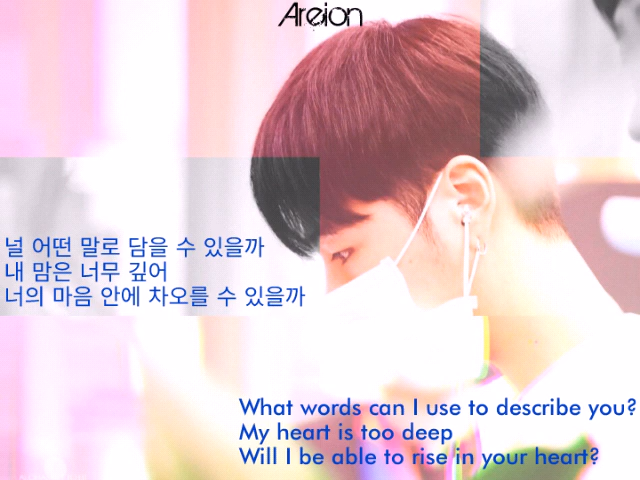 Areion
널 어떤 말로 담을 수 있을까
내 맘은 너무 깊어
너의 마음 안에 차오를 수 있을까
What words can I use to describe you?
My heart is too deep
Will I be able to rise in your heart?